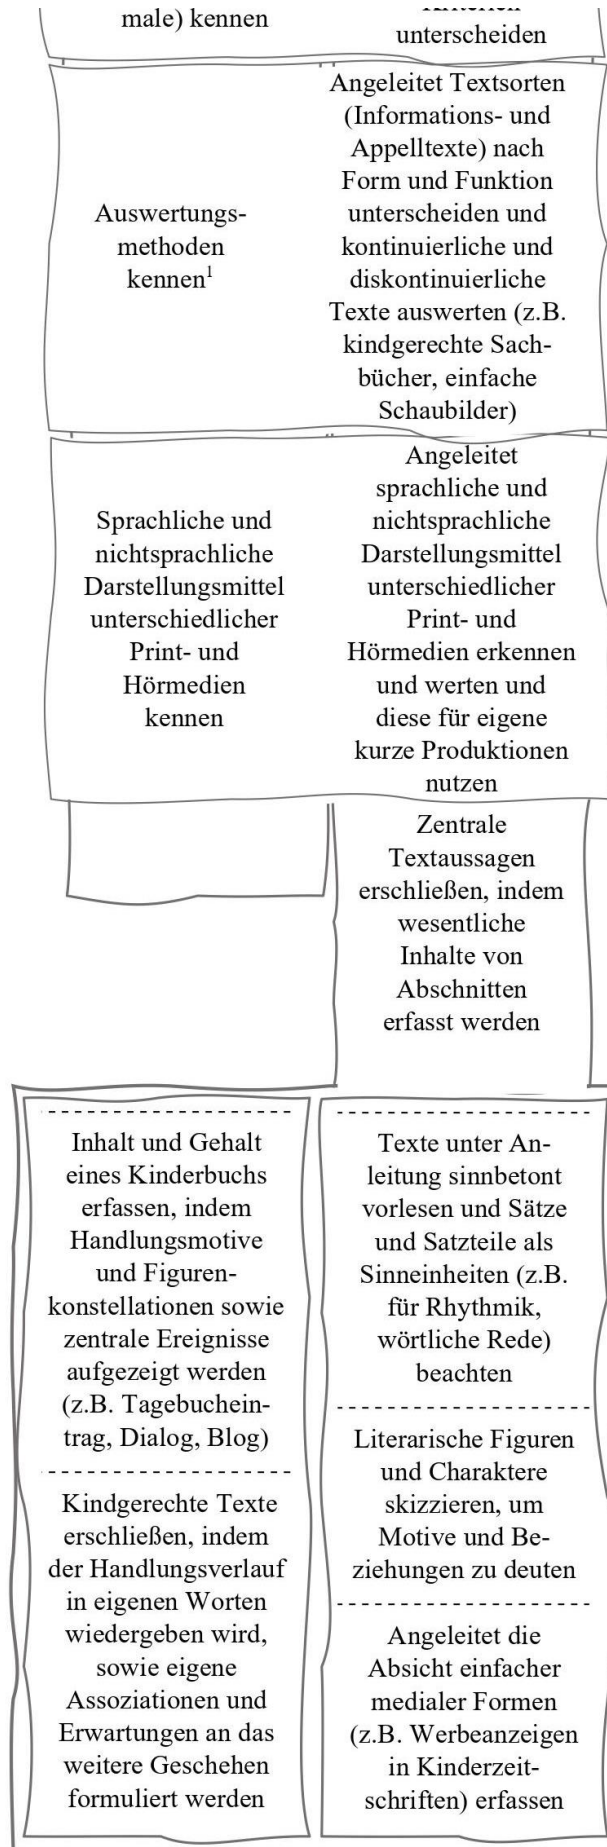 male) kennen
unterscheiden
Auswertungs-
methoden
kennen¹
Angeleitet Textsorten
(Informations- und
Appelltexte) nach
Form und Funktion
unterscheiden und
kontinuierliche und
diskontinuierliche
Texte auswerten (z.B.
kindgerechte Sach-
bücher, einfache
Schaubilder)
Sprachliche und
nichtsprachliche
Darstellungsmittel
unterschiedlicher
Print- und
Hörmedien
kennen
Angeleitet
sprachliche und
nichtsprachliche
Darstellungsmittel
unterschiedlicher
Print- und
Hörmedien erkennen
und werten und
diese für eigene
kurze Produktionen
nutzen
Zentrale
Textaussagen
erschließen, indem
wesentliche
Inhalte von
Abschnitten
erfasst werden
Inhalt und Gehalt
eines Kinderbuchs
erfassen, indem
Handlungsmotive
und Figuren-
konstellationen sowie
zentrale Ereignisse
aufgezeigt werden
(z.B. Tagebuchein-
trag, Dialog, Blog)
Kindgerechte Texte
erschließen, indem
der Handlungsverlauf
in eigenen Worten
wiedergeben wird,
sowie eigene
Assoziationen und
Erwartungen an das
weitere Geschehen
formuliert werden
Texte unter An-
leitung sinnbetont
vorlesen und Sätze
und Satzteile als
Sinneinheiten (z.B.
für Rhythmik,
wörtliche Rede)
beachten
Literarische Figuren
und Charaktere
skizzieren, um
Motive und Be-
ziehungen zu deuten
Angeleitet die
Absicht einfacher
medialer Formen
(z.B. Werbeanzeigen
in Kinderzeit-
schriften) erfassen